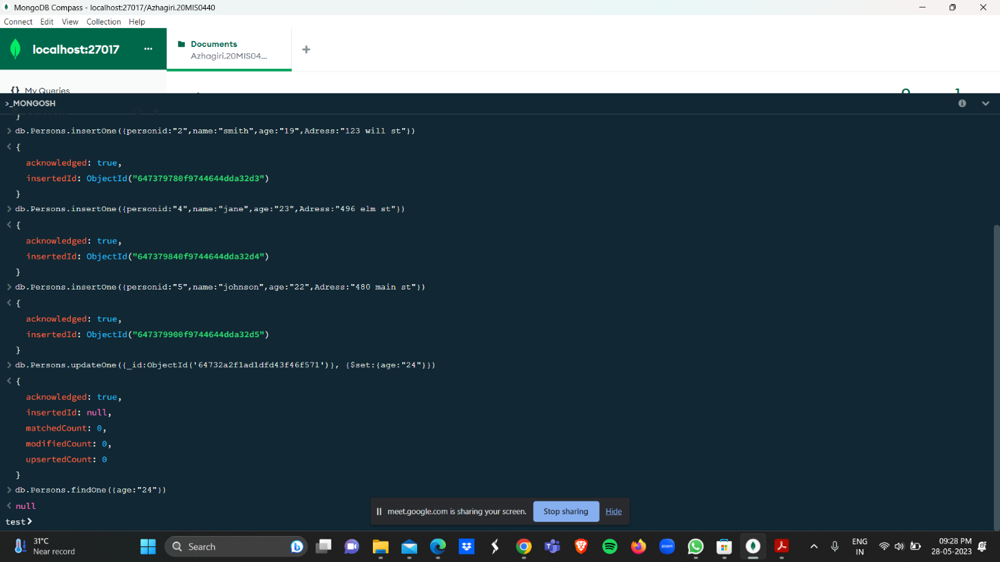 MongoDB Compass - localhost:27017/Azhagiri.20MIS0440
Connect Edit View Collection Help
localhost:27017 ...
Documents
Azhagiri.20MIS04...
{} My Queries
>_MONGOSH
}
> db.Persons.insertOne({personid:"2",name:"smith",age:"19",Adress:"123 will st"})
< {
acknowledged: true,
insertedId: ObjectId("647379780f9744644dda32d3")
}
> db.Persons.insertOne({personid:"4",name:"jane",age:"23",Adress:"496 elm st"})
< {
acknowledged: true,
insertedId: ObjectId("647379840f9744644dda32d4")
}
> db.Persons.insertOne({personid:"5",name:"johnson",age:"22",Adress:"480 main st"})
< {
acknowledged: true,
insertedId: ObjectId("647379900f9744644dda32d5")
}
> db.Persons.updateOne({_id:ObjectId('64732a2f1ad1dfd43f46f571')}, {$set:{age:"24"}})
< {
acknowledged: true,
insertedId: null,
matchedCount: 0,
modifiedCount: 0,
upsertedCount: 0
}
> db.Persons.findOne({age:"24"})
< null
meet.google.com is sharing your screen. Stop sharing Hide
test>
31°C
Near record
Search
zoom
ENG
IN
09:28 PM
28-05-2023